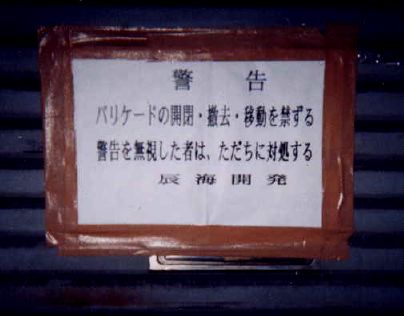 警告
バリケードの開閉・撤去・移動を禁ずる
警告を無視した者は、ただちに対処する
辰海開発